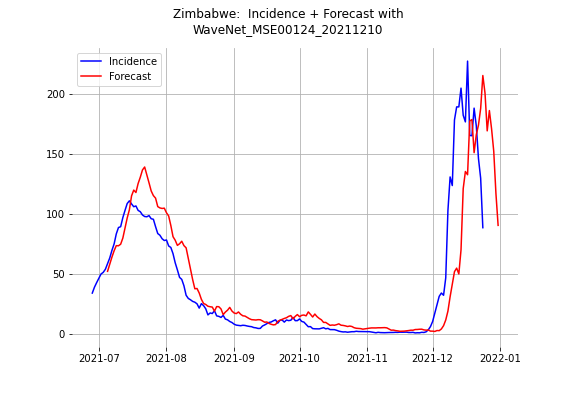 Zimbabwe:  Incidence + Forecast with
WaveNet_MSE00124_20211210
Incidence
Forecast
200
150
100
50
0
2021-07 2021-08 2021-09 2021-10 2021-11 2021-12 2022-01